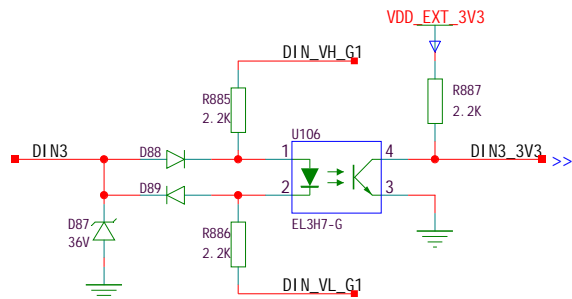 VDD_EXT_3V3
DIN_VH_G1
R885
2.2K
R887
2.2K
U106
DIN3
D88
1
4
DIN3_3V3
>>
D89
2
3
D87
36V
R886
2.2K
EL3H7-G
DIN_VL_G1